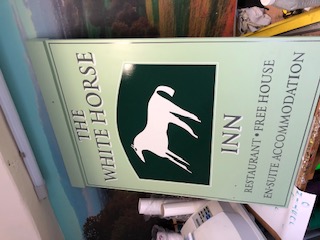 THE
WHITE HORSE
INN
RESTAURANT • FREE HOUSE
EN-SUITE ACCOMMODATION